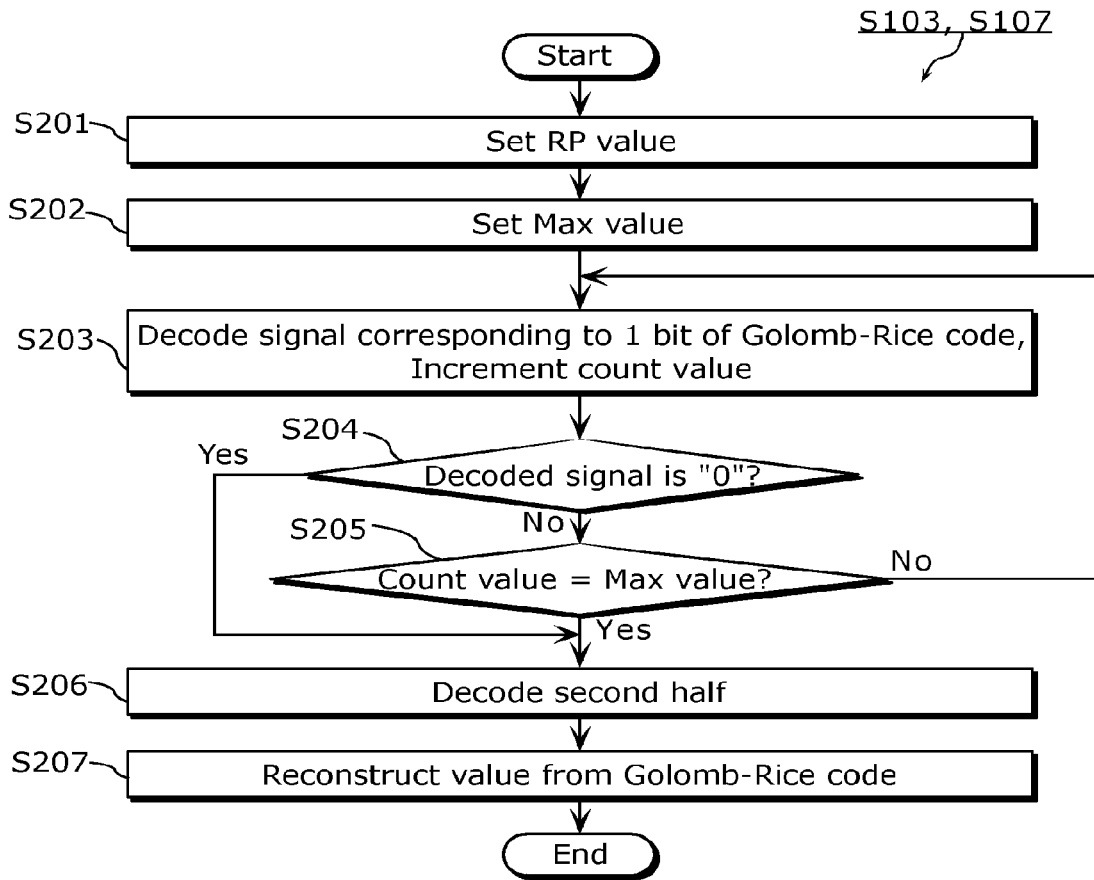 S103, S107
Start
S201
Set RP value
S202
Set Max value
S203
Decode signal corresponding to 1 bit of Golomb-Rice code,
Increment count value
S204
Yes
Decoded signal is "0"?
No
S205
Count value = Max value?
No
Yes
S206
Decode second half
S207
Reconstruct value from Golomb-Rice code
End